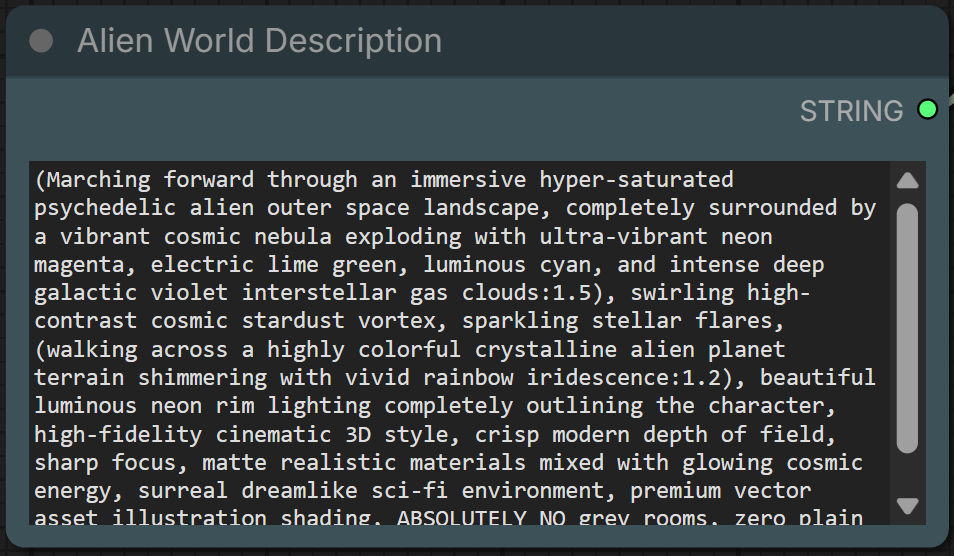 Alien World Description
STRING
(Marching forward through an immersive hyper-saturated
psychedelic alien outer space landscape, completely surrounded by
a vibrant cosmic nebula exploding with ultra-vibrant neon
magenta, electric lime green, luminous cyan, and intense deep
galactic violet interstellar gas clouds:1.5), swirling high-
contrast cosmic stardust vortex, sparkling stellar flares,
(walking across a highly colorful crystalline alien planet
terrain shimmering with vivid rainbow iridescence:1.2), beautiful
luminous neon rim lighting completely outlining the character,
high-fidelity cinematic 3D style, crisp modern depth of field,
sharp focus, matte realistic materials mixed with glowing cosmic
energy, surreal dreamlike sci-fi environment, premium vector
asset illustration shading, ABSOLUTELY NO grey rooms, zero plain